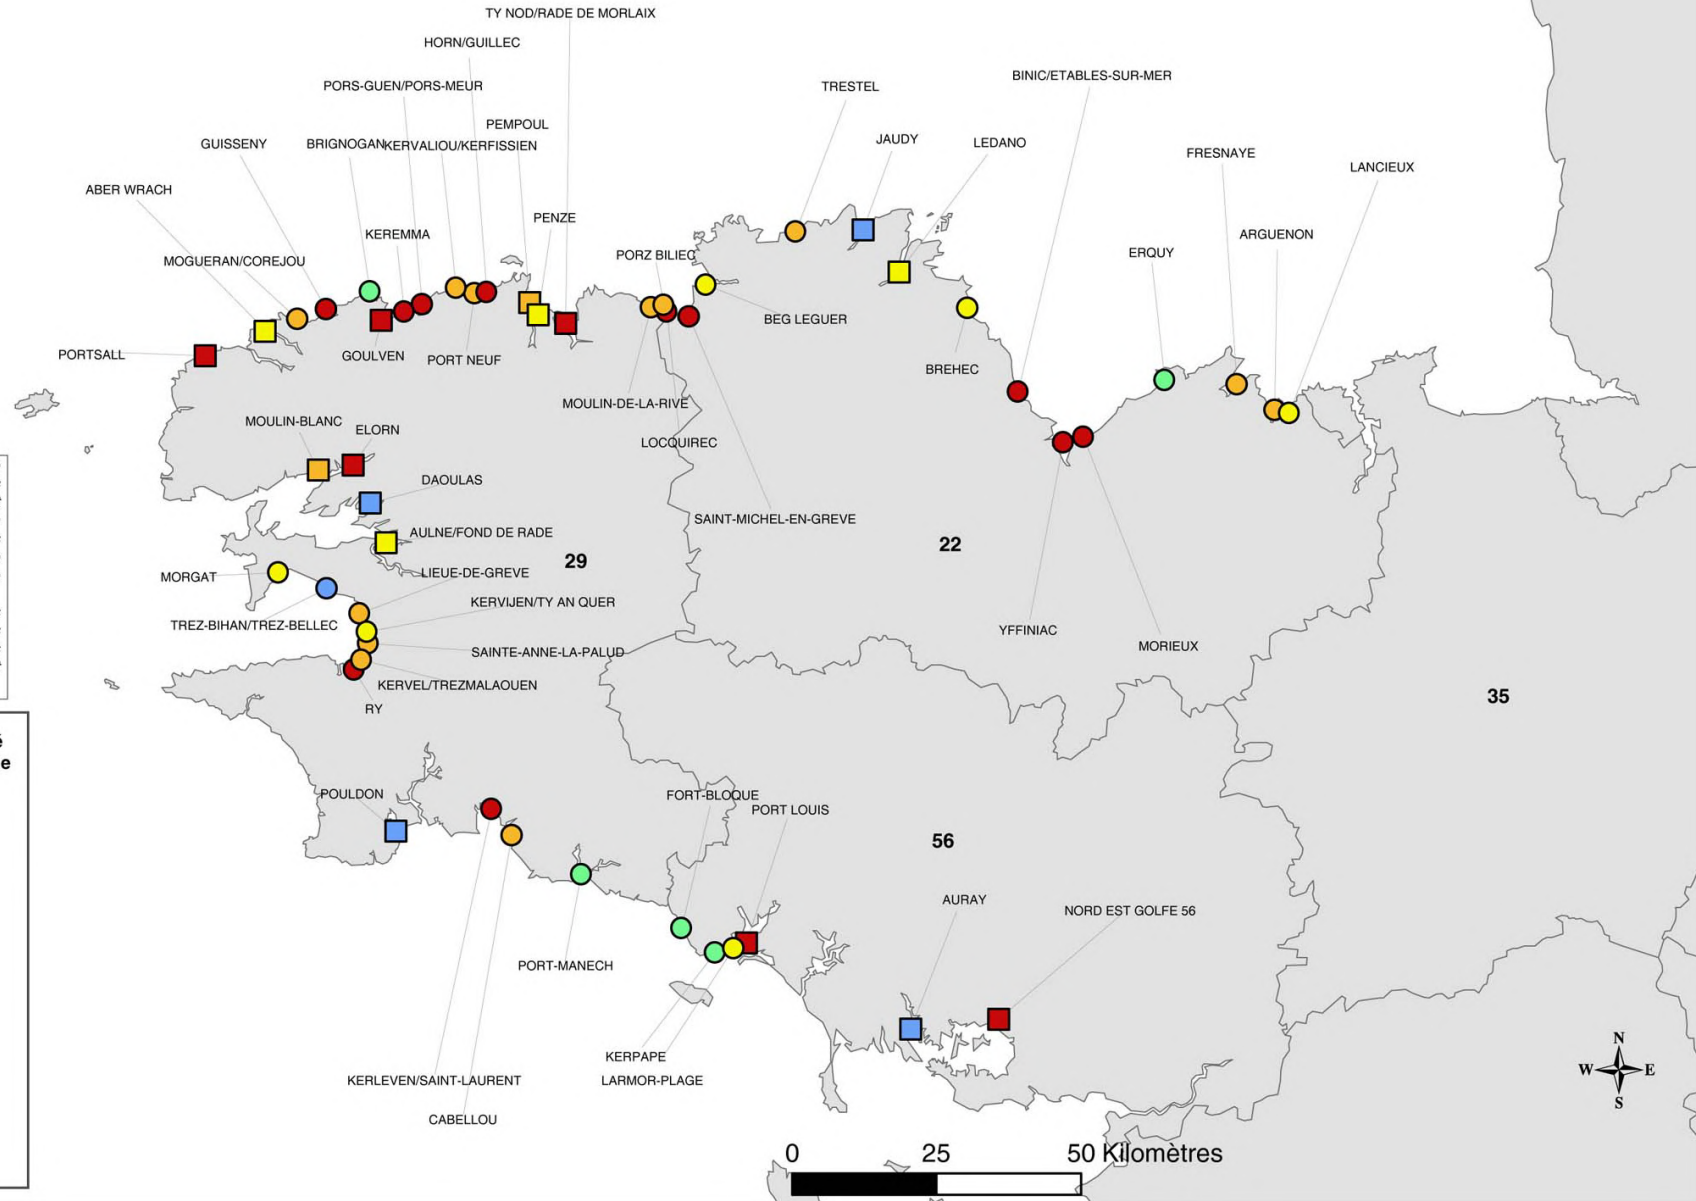 TY NOD/RADE DE MORLAIX
HORN/GUILLEC
BINIC/ETABLES-SUR-MER
PORS-GUEN/PORS-MEUR
TRESTEL
PEMPOUL
JAUDY
LEDANO
GUISSENY
BRIGNOGAN
KERVALIOU/KERFISSIEN
FRESNAYE
LANCIEUX
ABER WRACH
PENZE
KEREMMA
ARGUENON
PORZ BILIEC
ERQUY
MOGUERAN/COREJOU
BEG LEGUER
PORTSALL
GOULVEN
PORT NEUF
BREHEC
MOULIN-DE-LA-RIVE
MOULIN-BLANC
ELORN
LOCQUIREC
DAOULAS
SAINT-MICHEL-EN-GREVE
AULNE/FOND DE RADE
22
29
MORGAT
LIEUE-DE-GREVE
KERVIJEN/TY AN QUER
TREZ-BIHAN/TREZ-BELLEC
YFFINIAC
MORIEUX
SAINTE-ANNE-LA-PALUD
KERVEL/TREZMALAOUEN
35
RY
é
e
POULDON
FORT-BLOQUE
PORT LOUIS
56
AURAY
NORD EST GOLFE 56
PORT-MANECH
N
KERPAPE
W E
KERLEVEN/SAINT-LAURENT
LARMOR-PLAGE
S
CABELLOU
0 25 50 Kilomètres